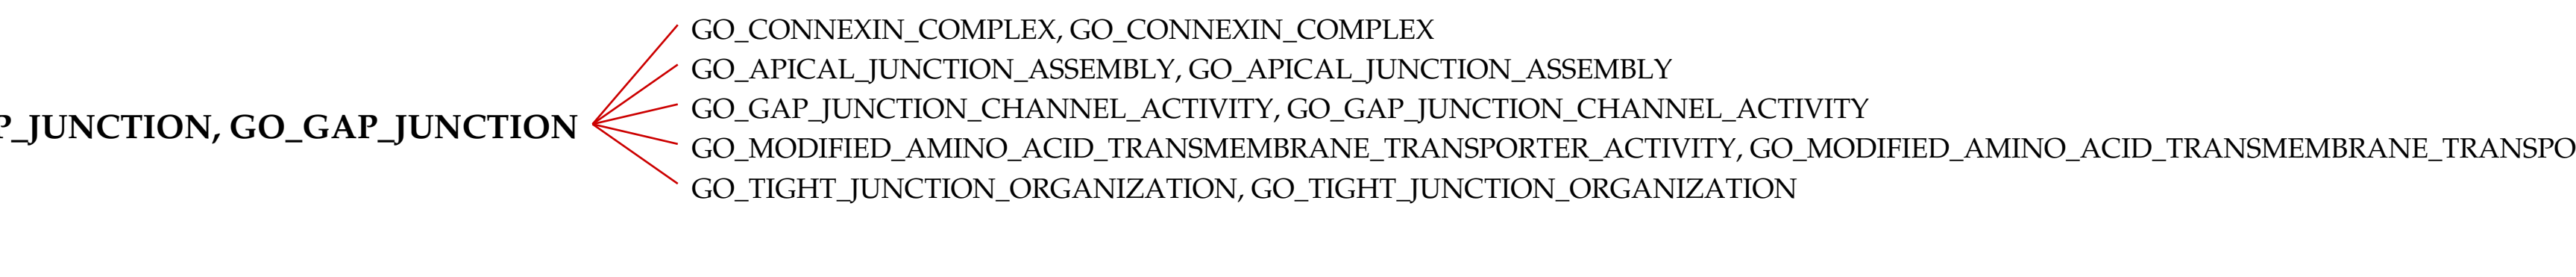 GO_CONNEXIN_COMPLEX, GO_CONNEXIN_COMPLEX
GO_APICAL_JUNCTION_ASSEMBLY, GO_APICAL_JUNCTION_ASSEMBLY
GO_GAP_JUNCTION_CHANNEL_ACTIVITY, GO_GAP_JUNCTION_CHANNEL_ACTIVITY
P_JUNCTION, GO_GAP_JUNCTION
GO_MODIFIED_AMINO_ACID_TRANSMEMBRANE_TRANSPORTER_ACTIVITY, GO_MODIFIED_AMINO_ACID_TRANSMEMBRANE_TRANSPO
GO_TIGHT_JUNCTION_ORGANIZATION, GO_TIGHT_JUNCTION_ORGANIZATION